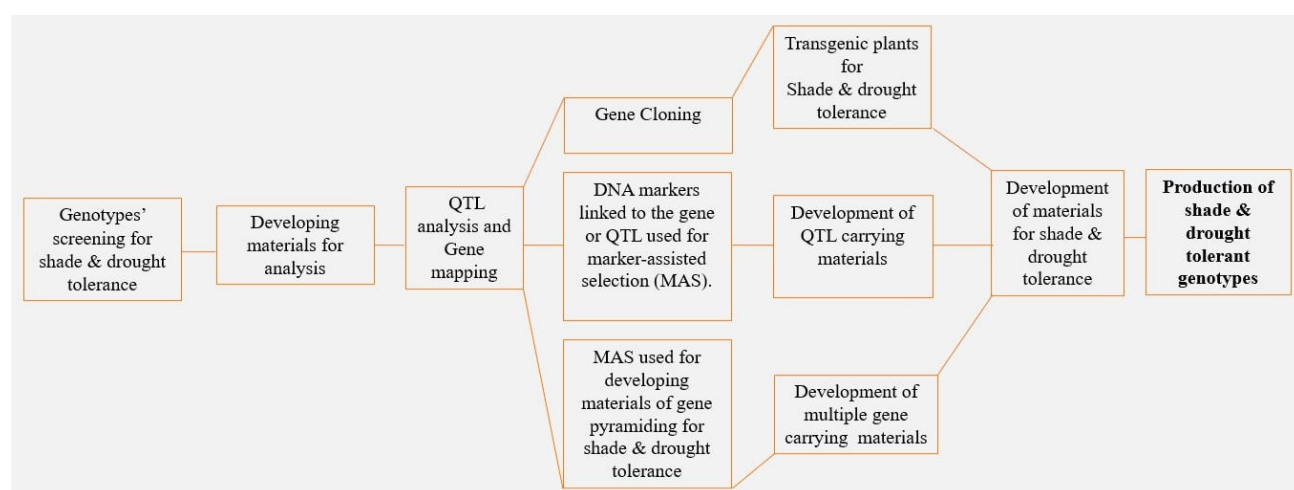 Genotypes’
screening for
shade & drought
tolerance
Developing
materials for
analysis
QTL
analysis and
Gene
mapping
Gene Cloning
DNA markers
linked to the gene
or QTL used for
marker-assisted
selection (MAS).
MAS used for
developing
materials of gene
pyramiding for
shade & drought
tolerance
Transgenic plants
for
Shade & drought
tolerance
Development of
QTL carrying
materials
Development of
multiple gene
carrying materials
Development
of materials
for shade &
drought
tolerance
Production of
shade &
drought
tolerant
genotypes